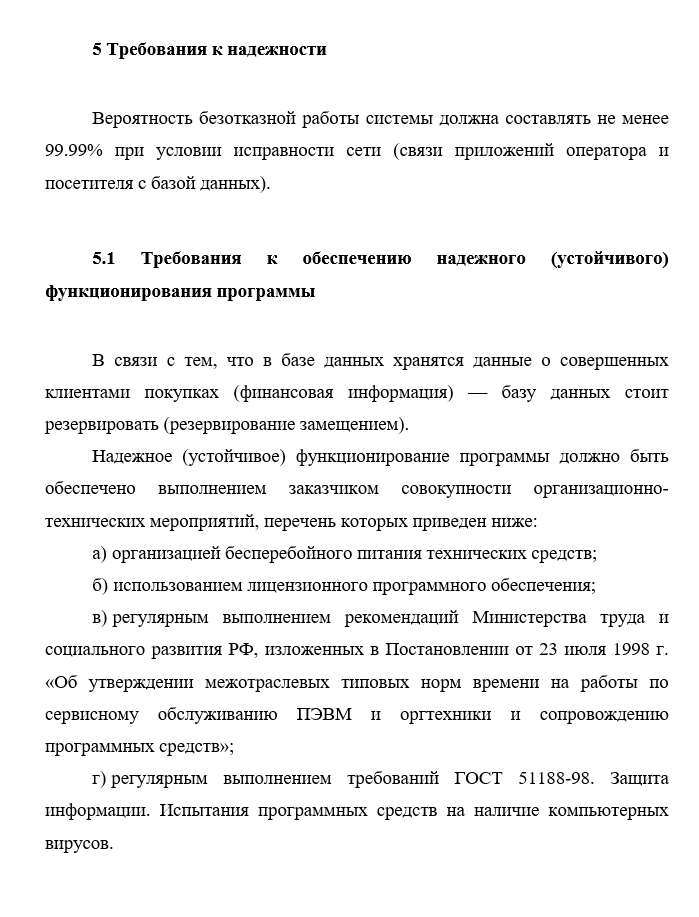 5 Требования к надежности
Вероятность безотказной работы системы должна составлять не менее
99.99% при условии исправности сети (связи приложений оператора и
посетителя с базой данных).
5.1 Требования к обеспечению надежного (устойчивого)
функционирования программы
В связи с тем, что в базе данных хранятся данные о совершенных
клиентами покупках (финансовая информация) — базу данных стоит
резервировать (резервирование замещением).
Надежное (устойчивое) функционирование программы должно быть
обеспечено выполнением заказчиком совокупности организационно-
технических мероприятий, перечень которых приведен ниже:
а) организацией бесперебойного питания технических средств;
б) использованием лицензионного программного обеспечения;
в) регулярным выполнением рекомендаций Министерства труда и
социального развития РФ, изложенных в Постановлении от 23 июля 1998 г.
«Об утверждении межотраслевых типовых норм времени на работы по
сервисному обслуживанию ПЭВМ и оргтехники и сопровождению
программных средств»;
г) регулярным выполнением требований ГОСТ 51188-98. Защита
информации. Испытания программных средств на наличие компьютерных
вирусов.